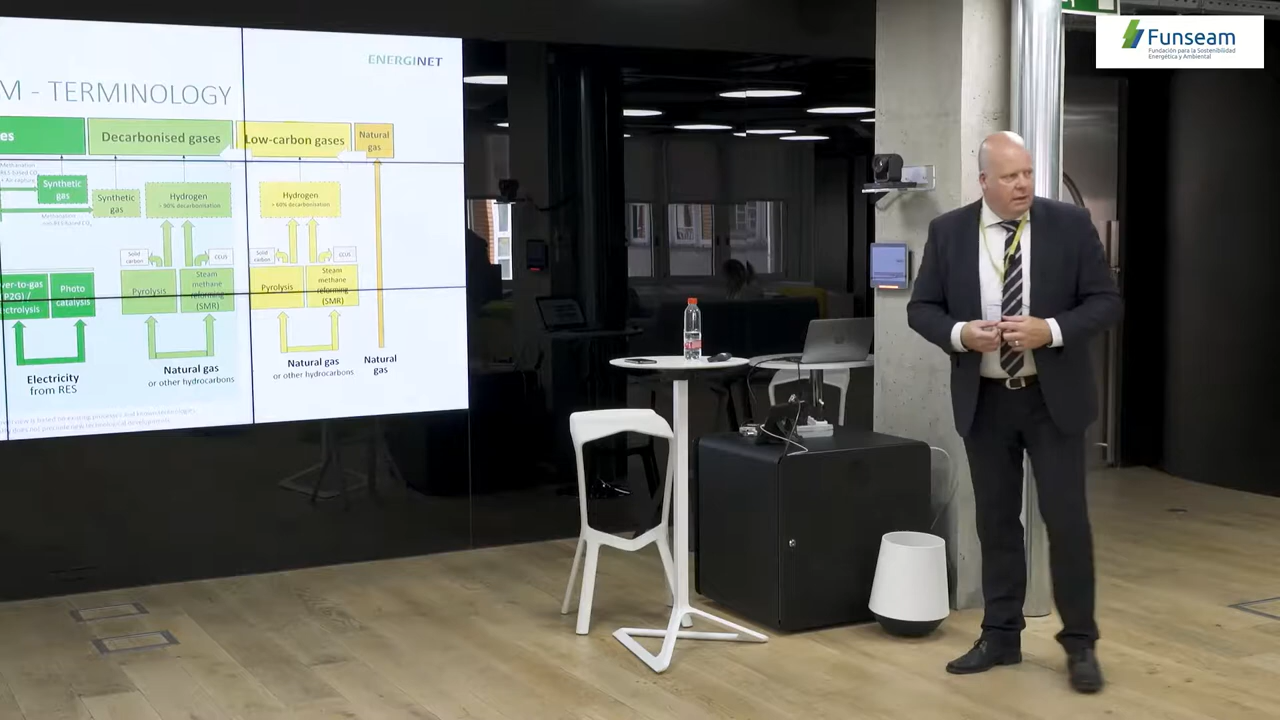 Funseam
Fundación para la Sostenibilidad
Energética y Ambiental
ENERGINET
M - TERMINOLOGY
es
Decarbonised gases
Low-carbon gases
Natural
gas
Synthetic
gas
Synthetic
gas
Hydrogen
> 90% decarbonisation
Hydrogen
> 60% decarbonisation
Solid
carbon
CCUS
Solid
carbon
CCUS
Photo
catalysis
Pyrolysis
Steam
methane
reforming
(SMR)
Pyrolysis
Steam
methane
reforming
(SMR)
Electricity
from RES
Natural gas
or other hydrocarbons
Natural gas
or other hydrocarbons
Natural
gas